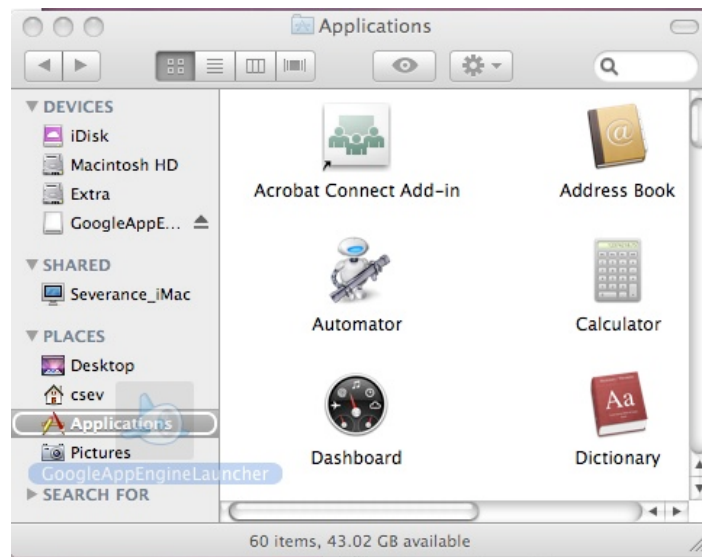 Applications
DEVICES
iDisk
Macintosh HD
Extra
GoogleAppE...
SHARED
Severance_iMac
PLACES
Desktop
csev
Applications
Pictures
GoogleAppEngineLauncher
SEARCH FOR
Acrobat Connect Add-in
Address Book
Automator
Calculator
Dashboard
Aa
Dictionary
60 items, 43.02 GB available